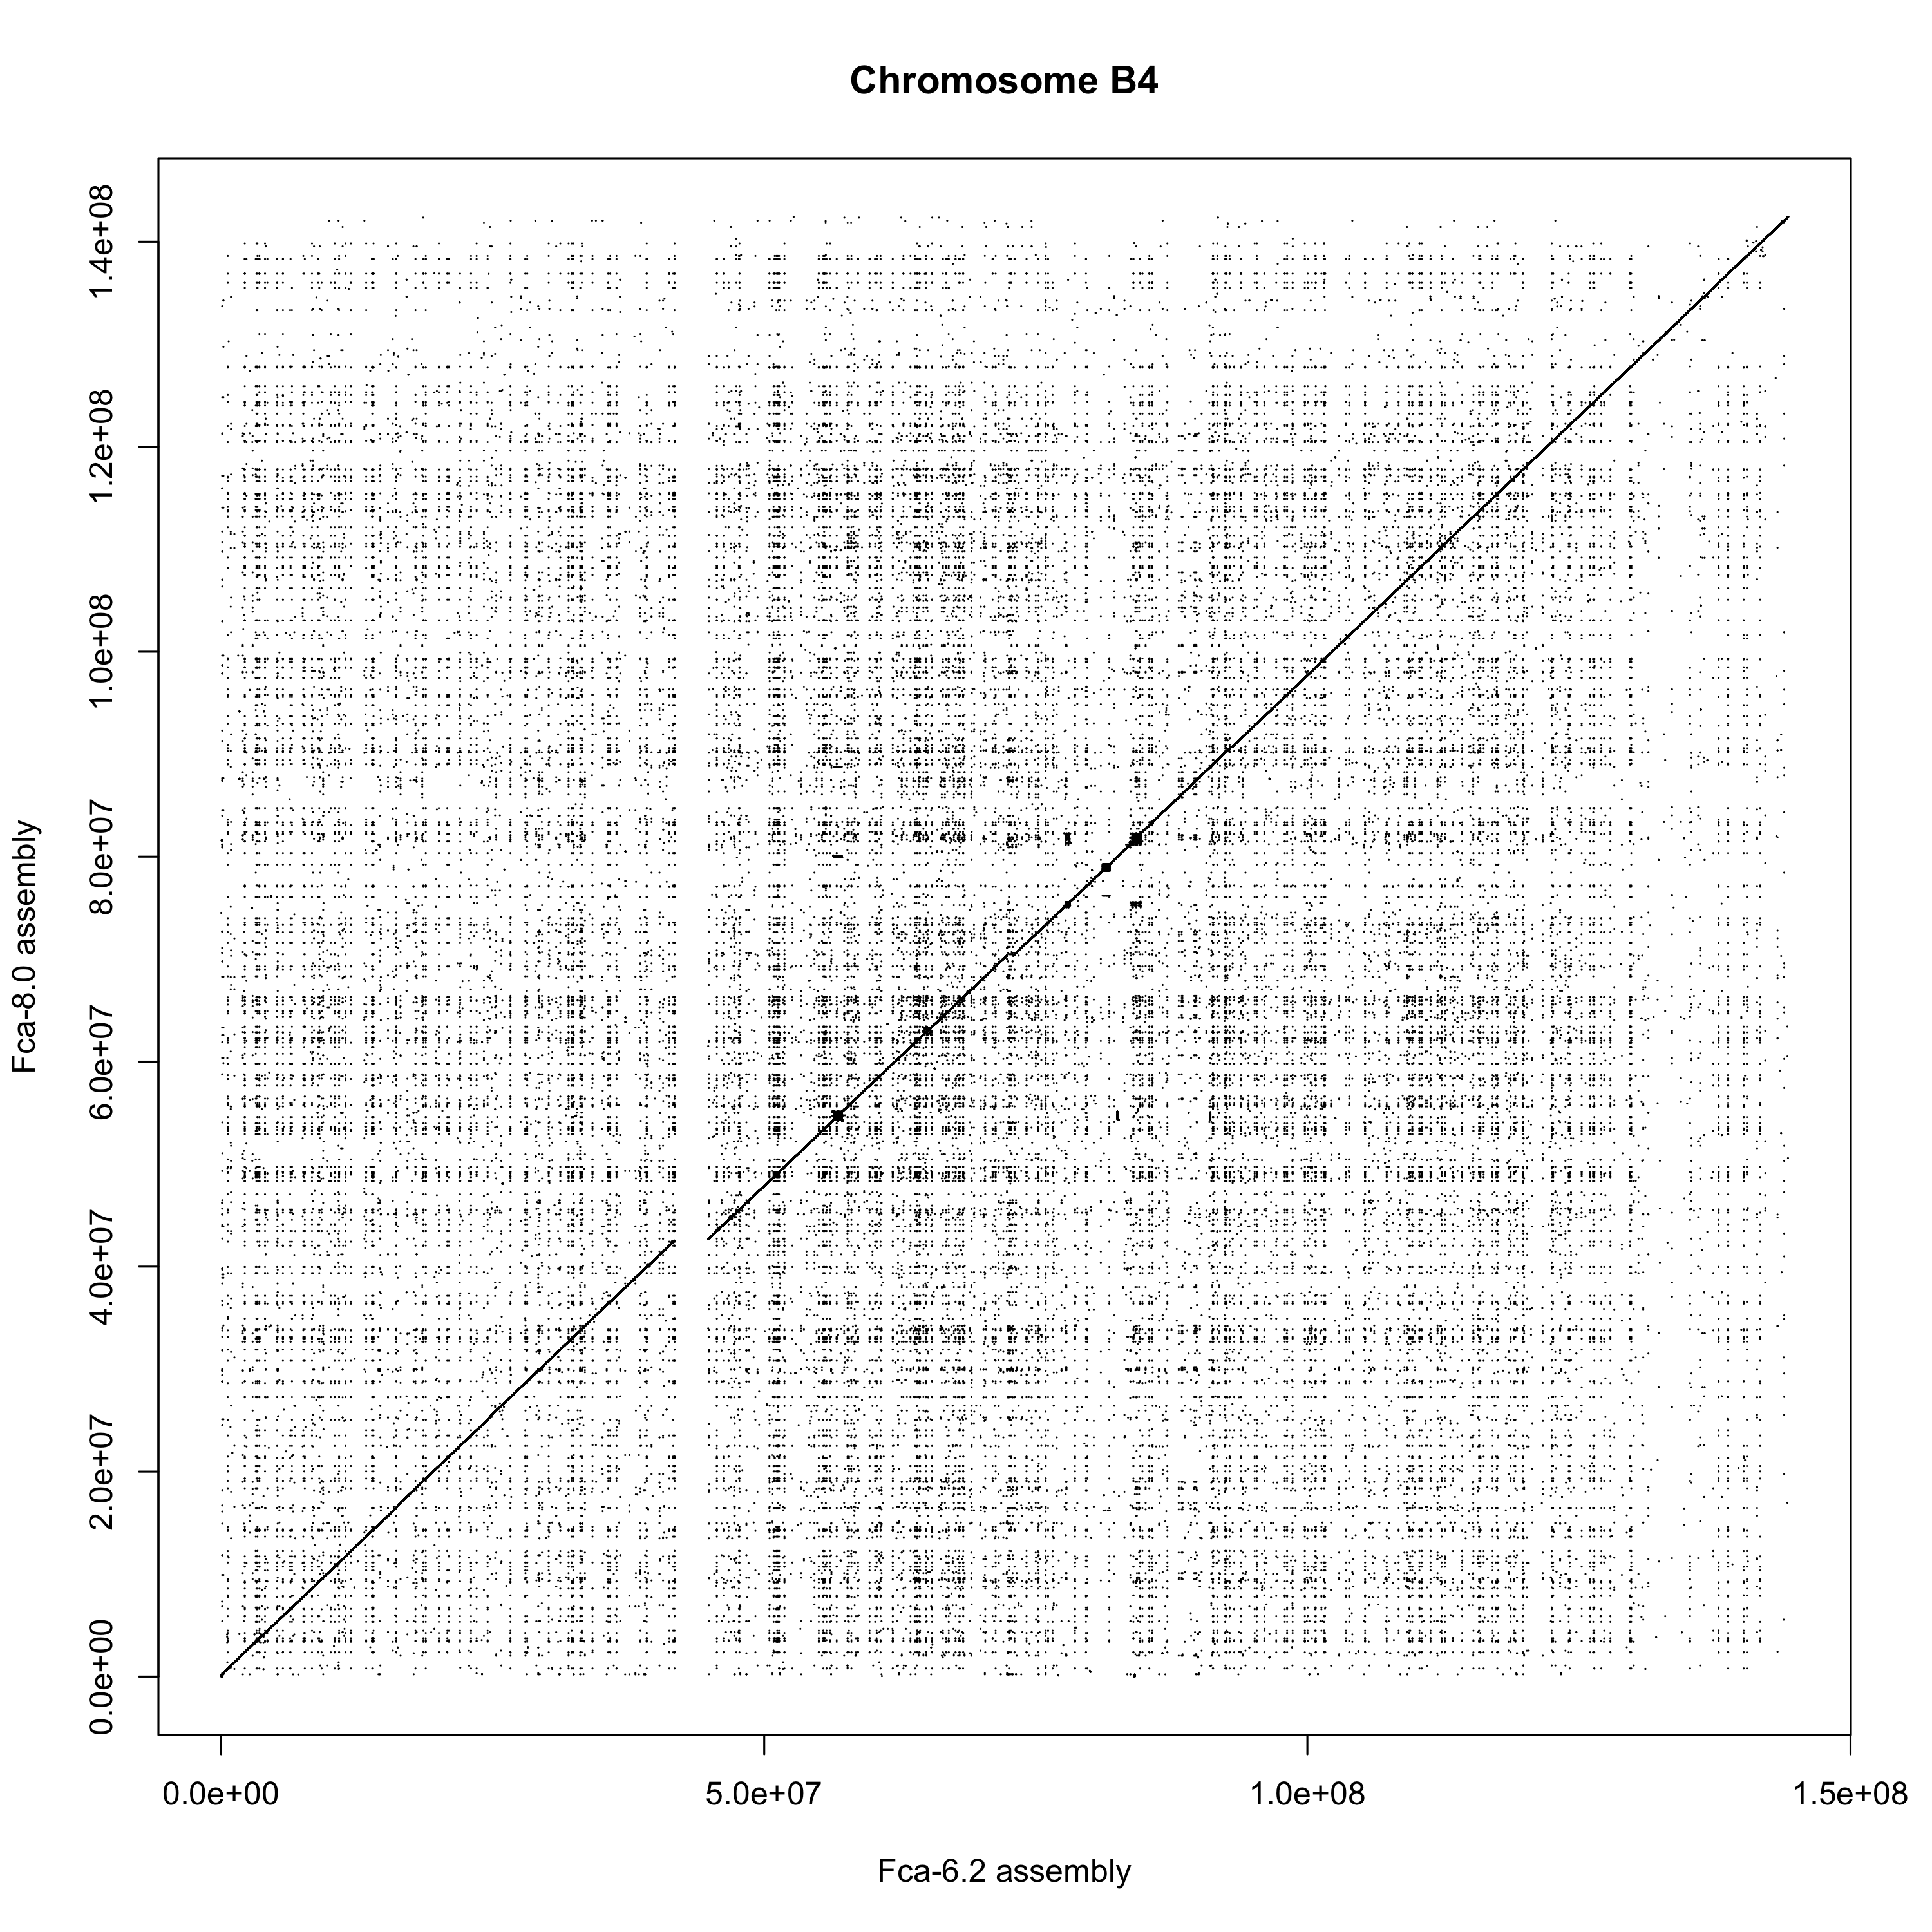 Chromosome B4
Fca-8.0 assembly
1.4e+08
1.2e+08
1.0e+08
8.0e+07
6.0e+07
4.0e+07
2.0e+07
0.0e+00
0.0e+00 5.0e+07 1.0e+08 1.5e+08
Fca-6.2 assembly